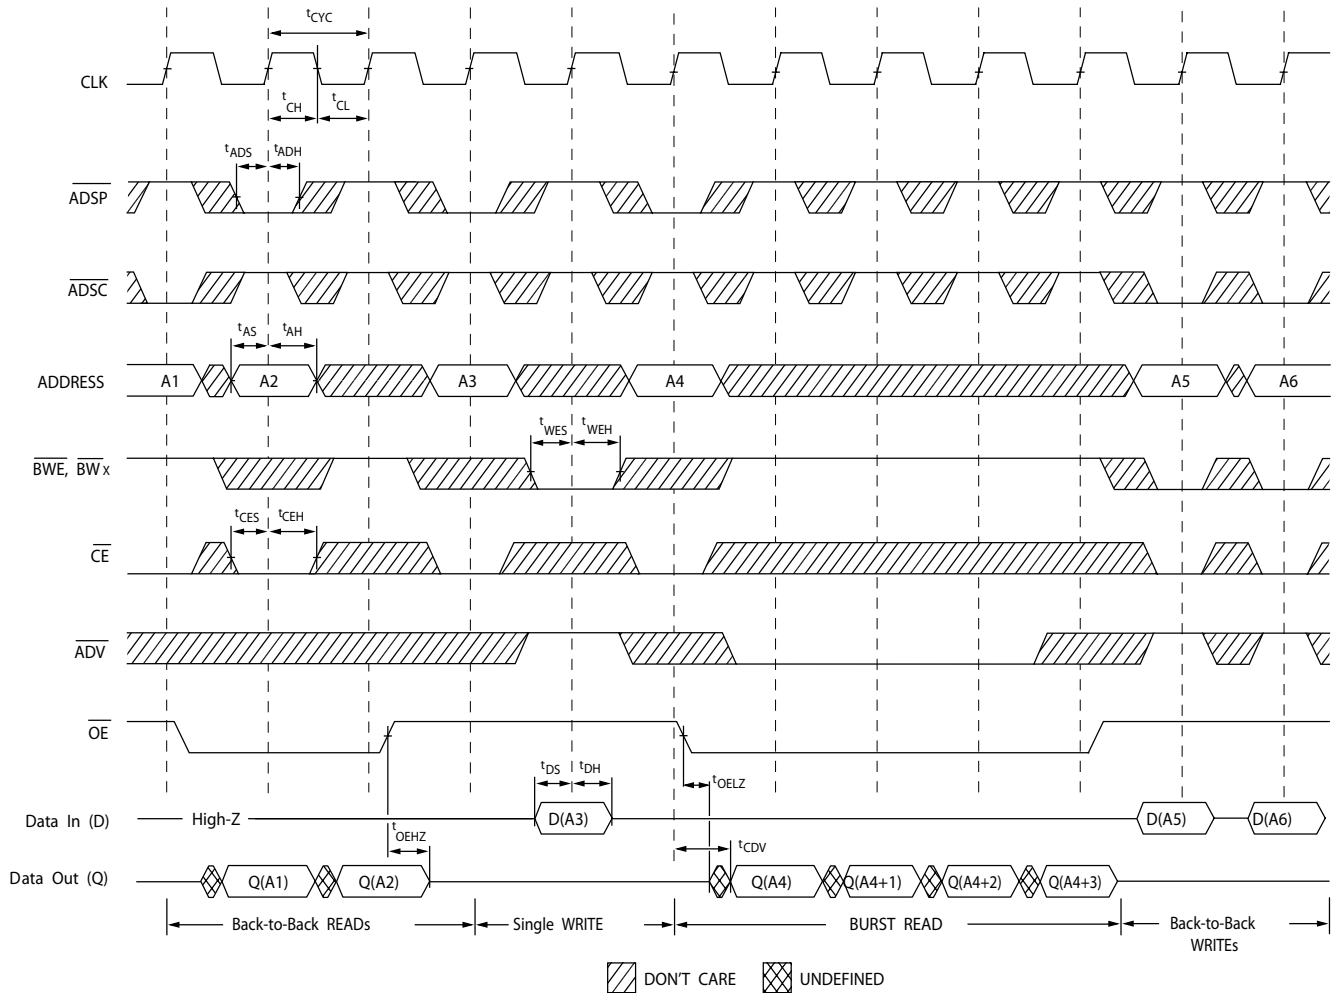 tCYC
CLK
tCH
tCL
tADS
tADH
ADSP
ADSC
tAS
tAH
ADDRESS
A1
A2
A3
A4
A5
A6
tWES
tWEH
BWE, BWx
tCES
tCEH
CE
ADV
OE
tDS
tDH
tOELZ
Data In (D)
High-Z
D(A3)
D(A5)
D(A6)
tOEHZ
tCDV
Data Out (Q)
Q(A1)
Q(A2)
Q(A4)
Q(A4+1)
Q(A4+2)
Q(A4+3)
Back-to-Back READs
Single WRITE
BURST READ
Back-to-Back
WRITEs
DON'T CARE
UNDEFINED